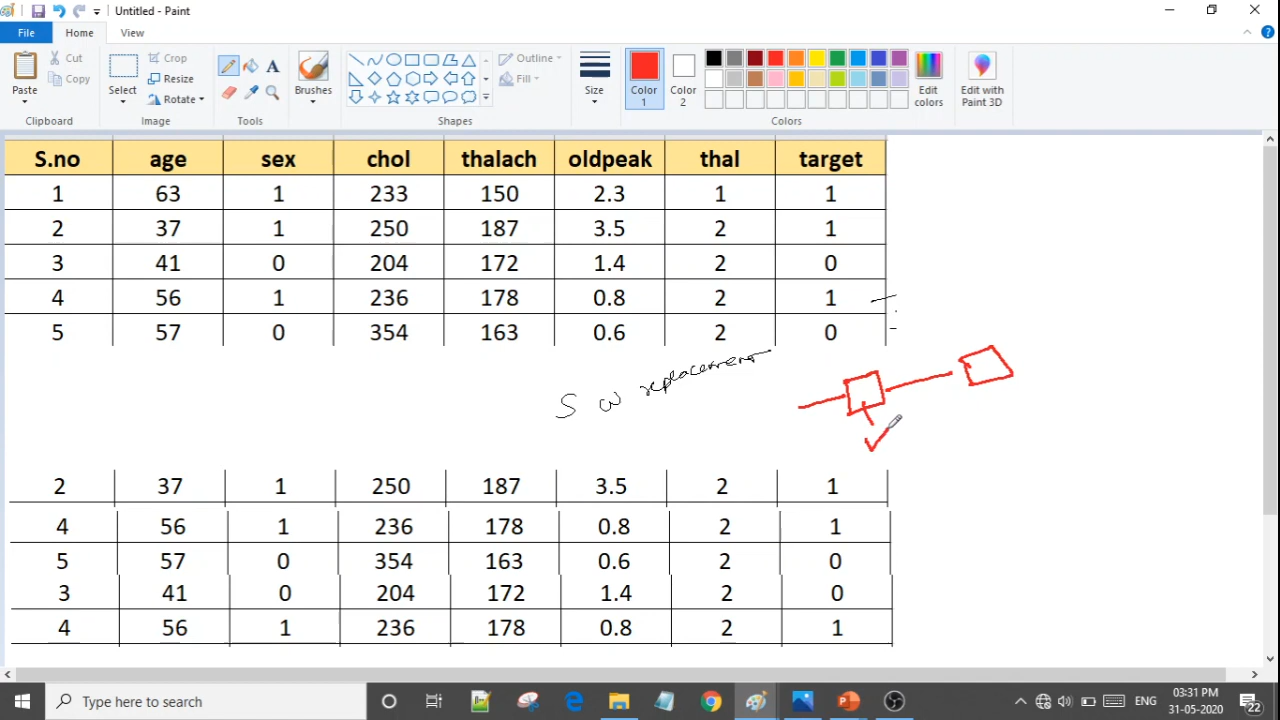 Untitled - Paint
File Home View
Paste
Cut
Copy
Clipboard
Select
Crop
Resize
Rotate
Image
A
Tools
Brushes
Outline
Fill
Shapes
Size
Color 1
Color 2
Edit colors
Colors
Edit with Paint 3D
S.no age sex chol thalach oldpeak thal target
1 63 1 233 150 2.3 1 1
2 37 1 250 187 3.5 2 1
3 41 0 204 172 1.4 2 0
4 56 1 236 178 0.8 2 1
5 57 0 354 163 0.6 2 0
S w replacement
2 37 1 250 187 3.5 2 1
4 56 1 236 178 0.8 2 1
5 57 0 354 163 0.6 2 0
3 41 0 204 172 1.4 2 0
4 56 1 236 178 0.8 2 1
Type here to search
ENG
03:31 PM
31-05-2020
22